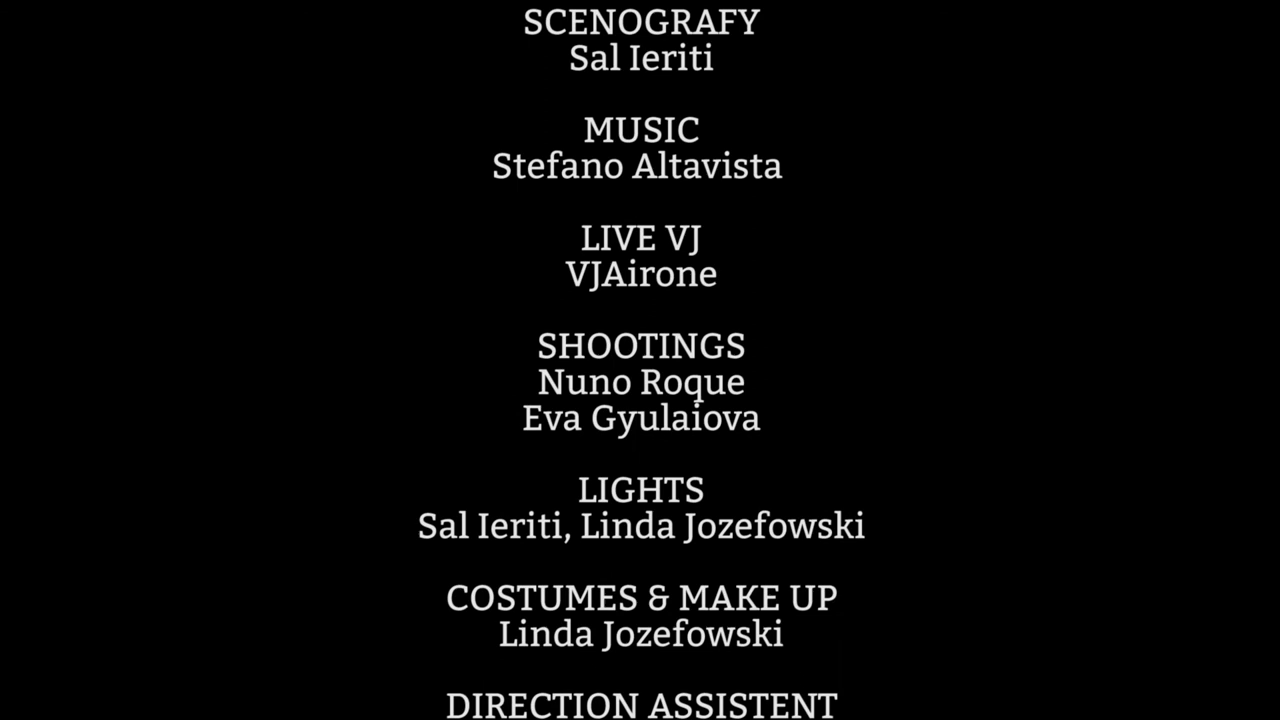 SCENOGRAFY
Sal Ieriti
MUSIC
Stefano Altavista
LIVE VJ
VJAirone
SHOOTINGS
Nuno Roque
Eva Gyulaiova
LIGHTS
Sal Ieriti, Linda Jozefowski
COSTUMES & MAKE UP
Linda Jozefowski
DIRECTION ASSISTENT